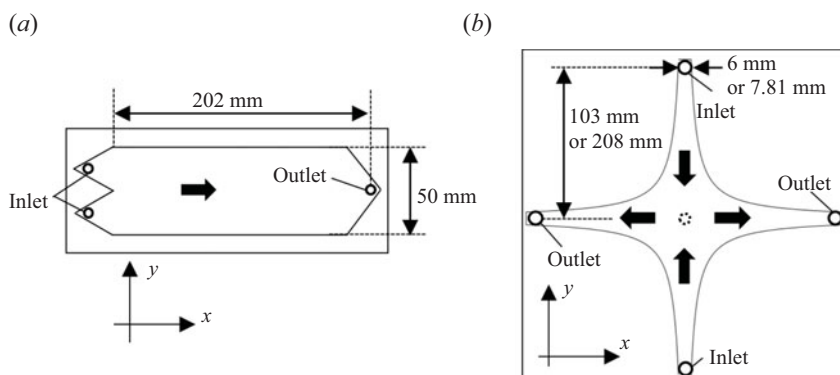 (a)
202 mm
Inlet
Outlet
50 mm
y
x
(b)
6 mm
or 7.81 mm
Inlet
103 mm
or 208 mm
Outlet
Outlet
y
x
Inlet